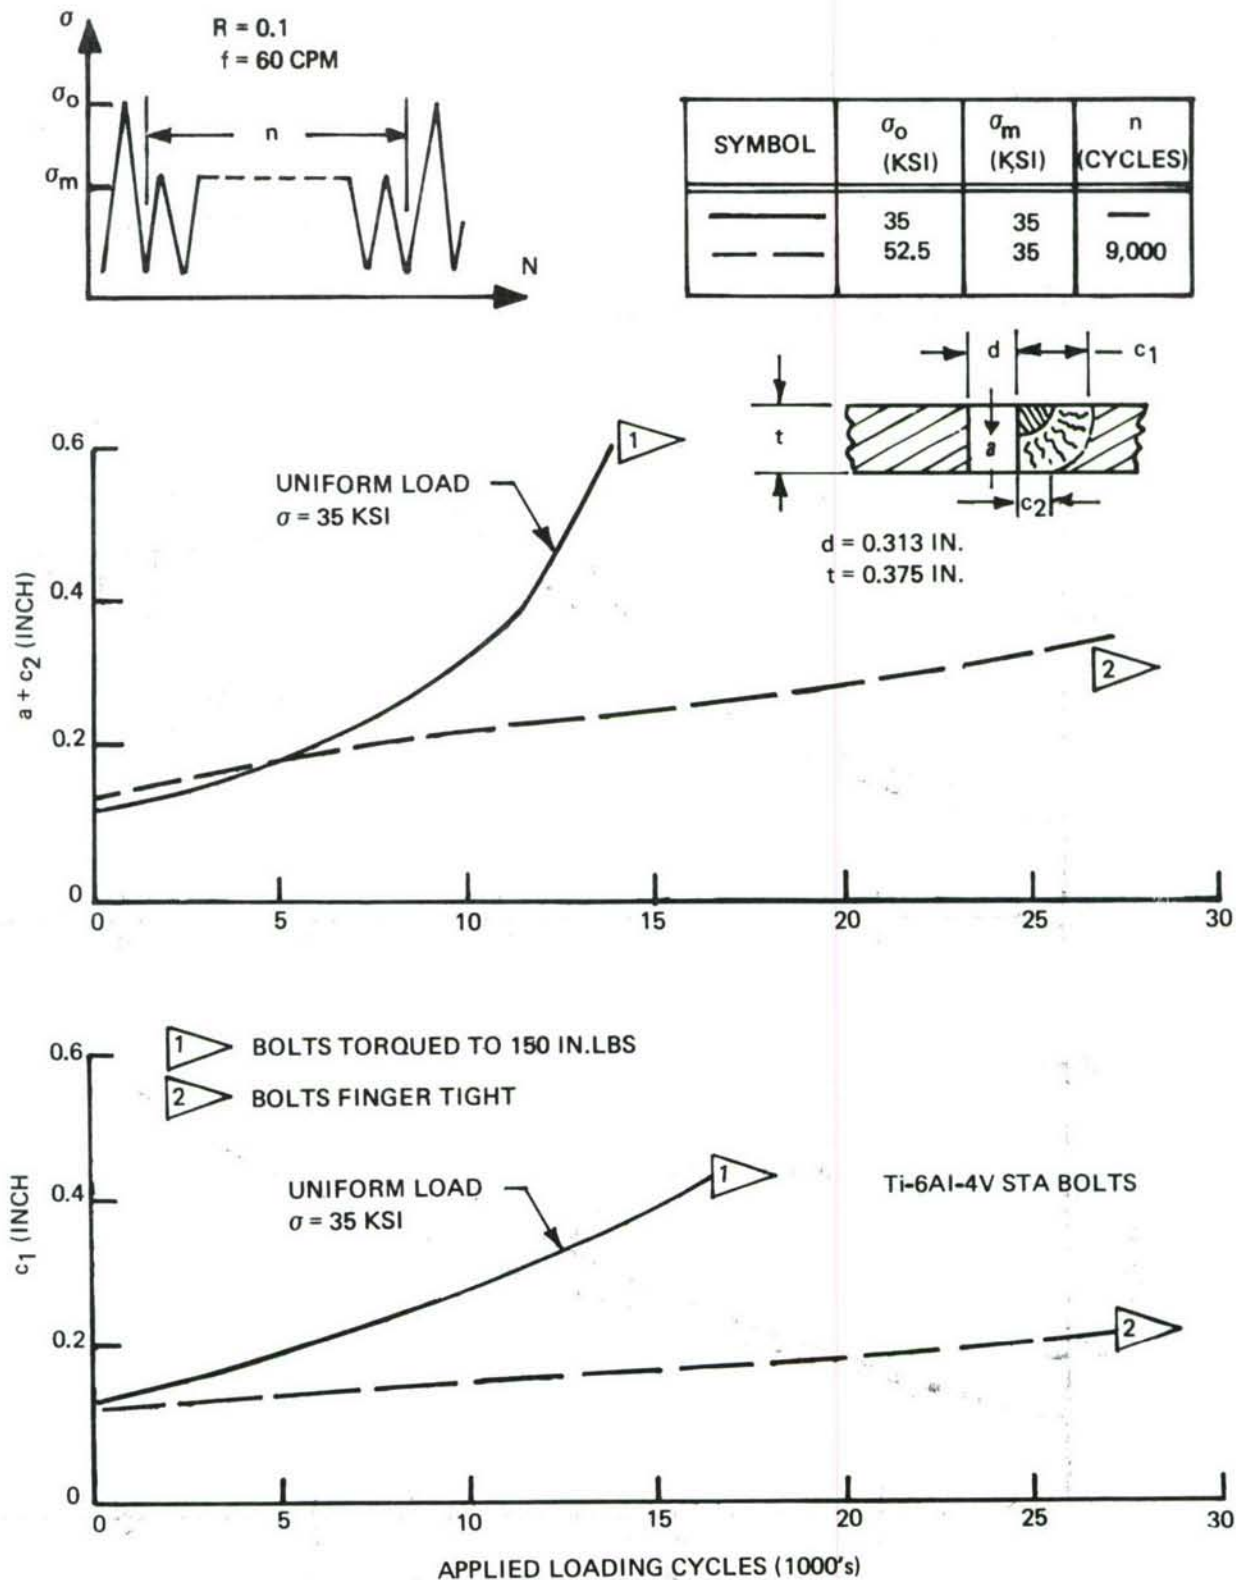 σ
R = 0.1
f = 60 CPM
σo
n
σm
N
SYMBOL σo (KSI) σm (KSI) n (CYCLES)
35 35 —
52.5 35 9,000
d c1
t
a
c2
d = 0.313 IN.
t = 0.375 IN.
0.6
1
UNIFORM LOAD
σ = 35 KSI
0.4
a + c2 (INCH)
2
0.2
0
0 5 10 15 20 25 30
1 BOLTS TORQUED TO 150 IN.LBS
0.6
2 BOLTS FINGER TIGHT
1
UNIFORM LOAD
σ = 35 KSI
Ti-6Al-4V STA BOLTS
0.4
c1 (INCH
2
0.2
0
0 5 10 15 20 25 30
APPLIED LOADING CYCLES (1000's)